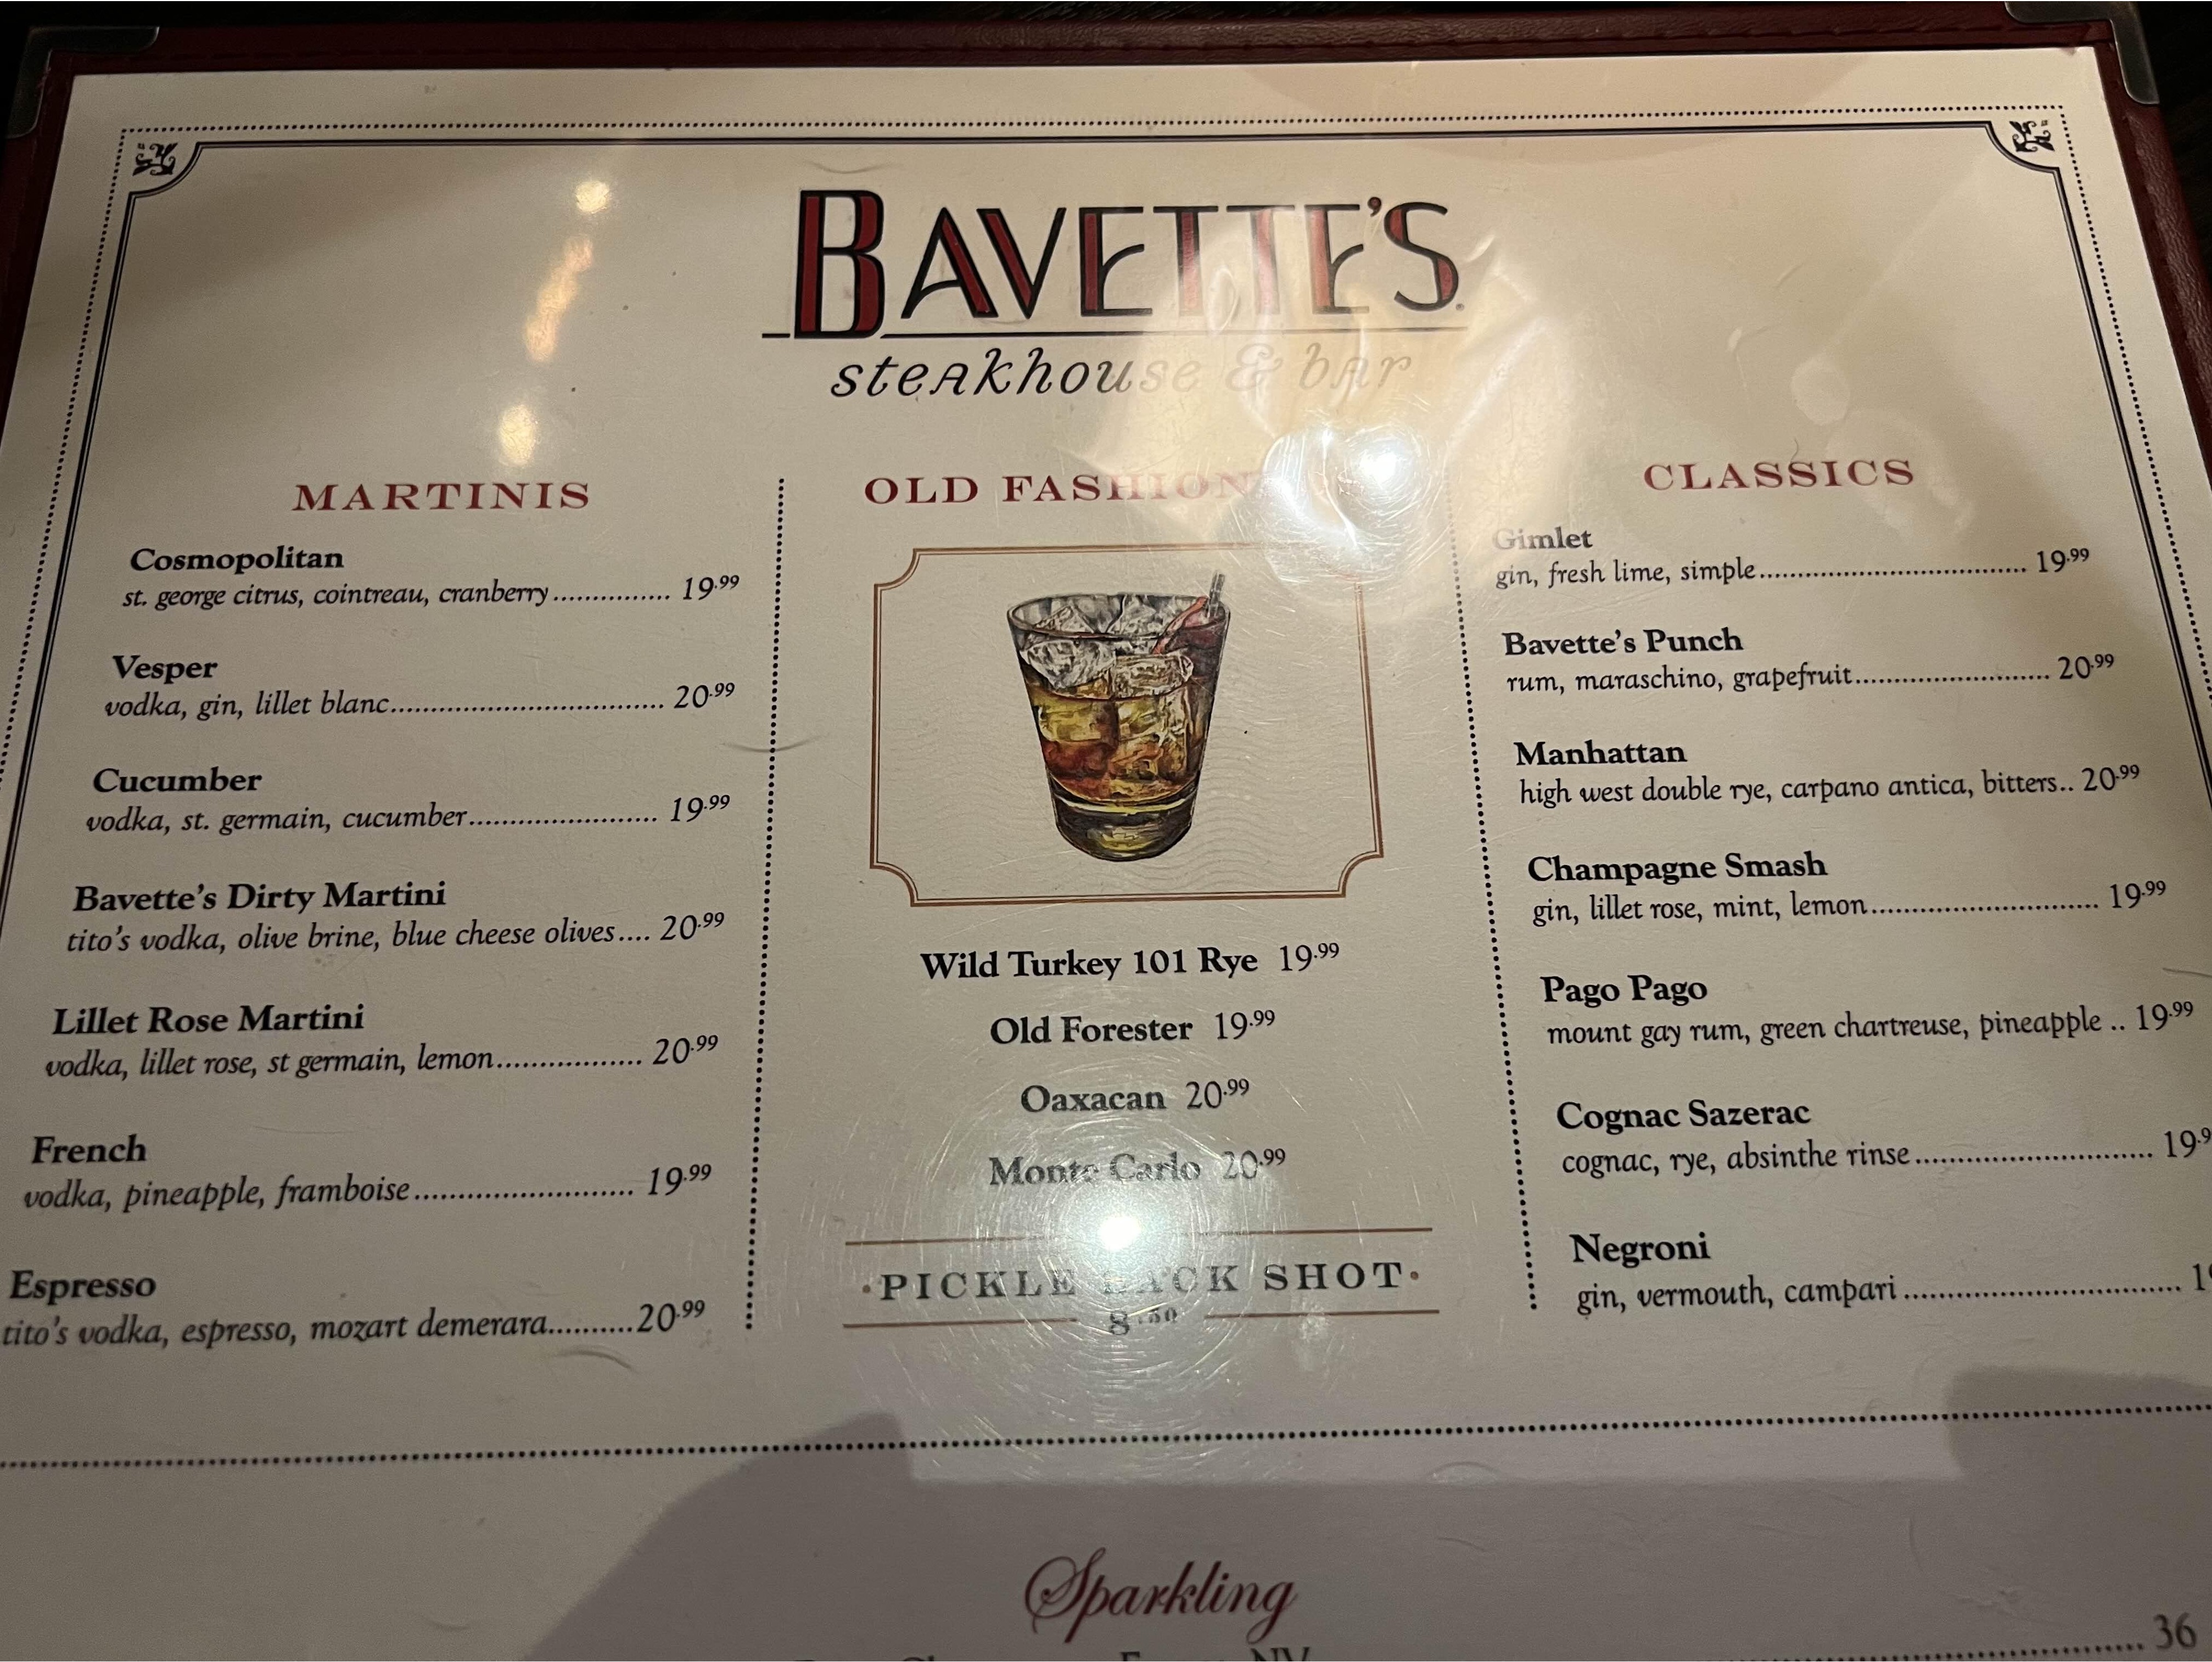 BAVETTE'S
steakhouse & bar
MARTINIS
Cosmopolitan
st. george citrus, cointreau, cranberry............... 19.99
Vesper
vodka, gin, lillet blanc.................................. 20.99
Cucumber
vodka, st. germain, cucumber....................... 19.99
Bavette's Dirty Martini
tito's vodka, olive brine, blue cheese olives.... 20.99
Lillet Rose Martini
vodka, lillet rose, st germain, lemon................. 20.99
French
vodka, pineapple, framboise.......................... 19.99
Espresso
tito's vodka, espresso, mozart demerara..........20.99
OLD
Wild Turkey 101 Rye 19.99
Old Forester 19.99
Oaxacan 20.99
Monte Carlo 20.99
·PICKLE BACK SHOT·
8.50
CLASSICS
Gimlet
gin, fresh lime, simple...................................... 19.99
Bavette's Punch
rum, maraschino, grapefruit............................ 20.99
Manhattan
high west double rye, carpano antica, bitters.. 20.99
Champagne Smash
gin, lillet rose, mint, lemon................................ 19.99
Pago Pago
mount gay rum, green chartreuse, pineapple .. 19.99
Cognac Sazerac
cognac, rye, absinthe rinse................................. 19.9
Negroni
gin, vermouth, campari...................................... 19
Sparkling
36